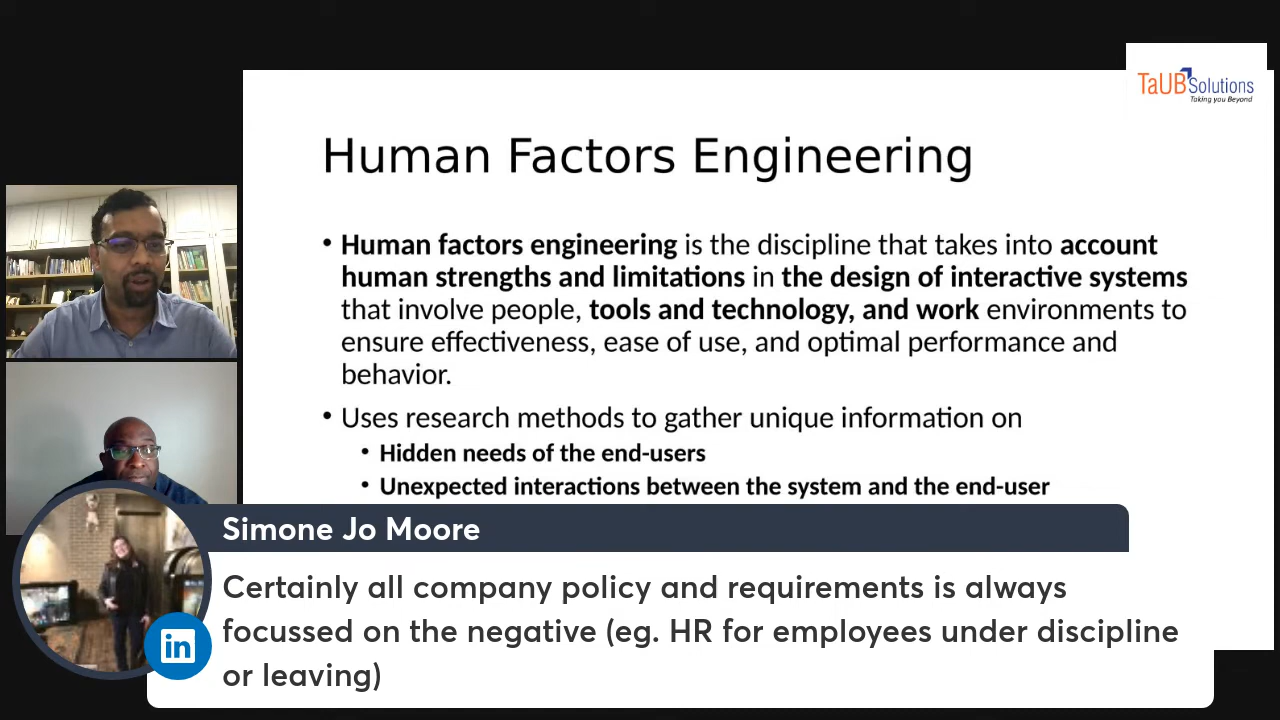 TaUB Solutions
Taking you Beyond
Human Factors Engineering
• Human factors engineering is the discipline that takes into account
human strengths and limitations in the design of interactive systems
that involve people, tools and technology, and work environments to
ensure effectiveness, ease of use, and optimal performance and
behavior.
• Uses research methods to gather unique information on
• Hidden needs of the end-users
• Unexpected interactions between the system and the end-user
Simone Jo Moore
Certainly all company policy and requirements is always
focussed on the negative (eg. HR for employees under discipline
or leaving)
in